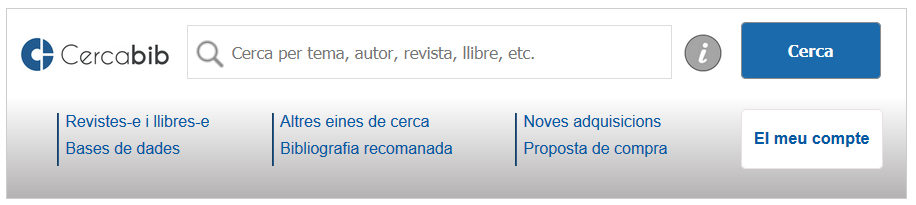 Cercabib
Cerca per tema, autor, revista, llibre, etc.
i
Cerca
Revistes-e i llibres-e
Bases de dades
Altres eines de cerca
Bibliografia recomanada
Noves adquisicions
Proposta de compra
El meu compte